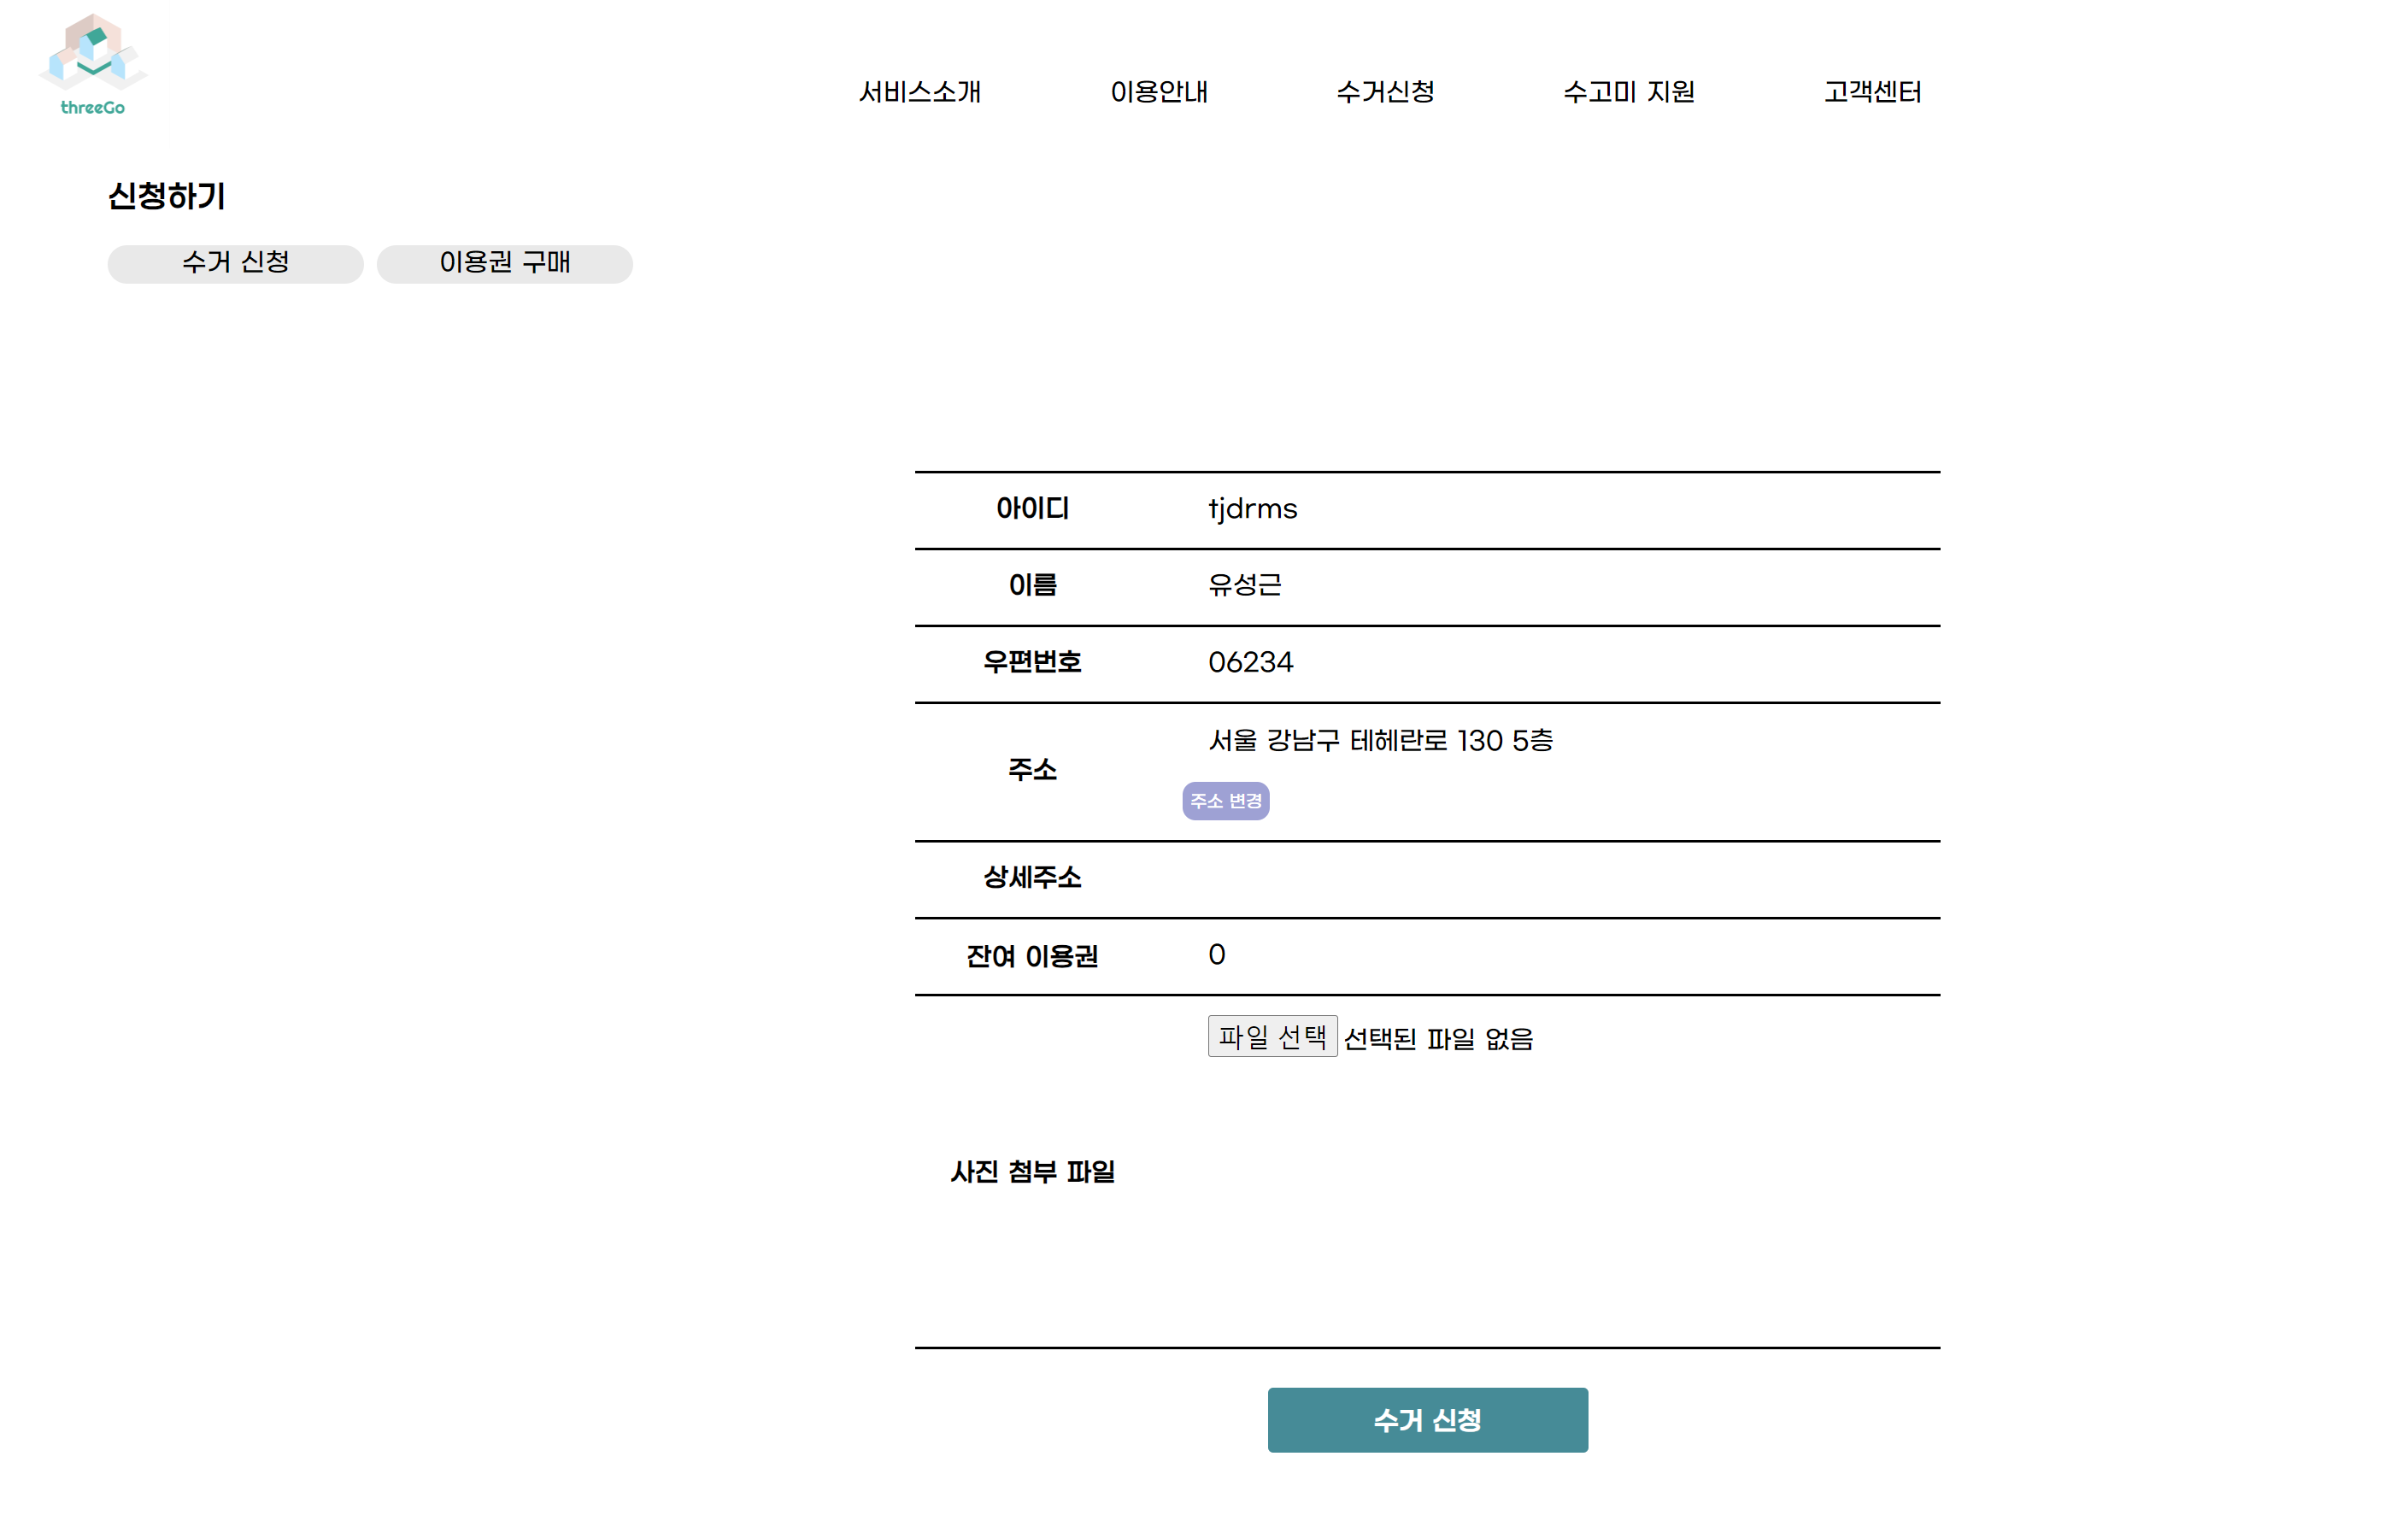 threeGo
서비스소개 이용안내 수거신청 수고미 지원 고객센터
신청하기
수거 신청 이용권 구매
아이디 tjdrms
이름 유성근
우편번호 06234
주소 서울 강남구 테헤란로 130 5층
주소 변경
상세주소
잔여 이용권 0
파일 선택 선택된 파일 없음
사진 첨부 파일
수거 신청